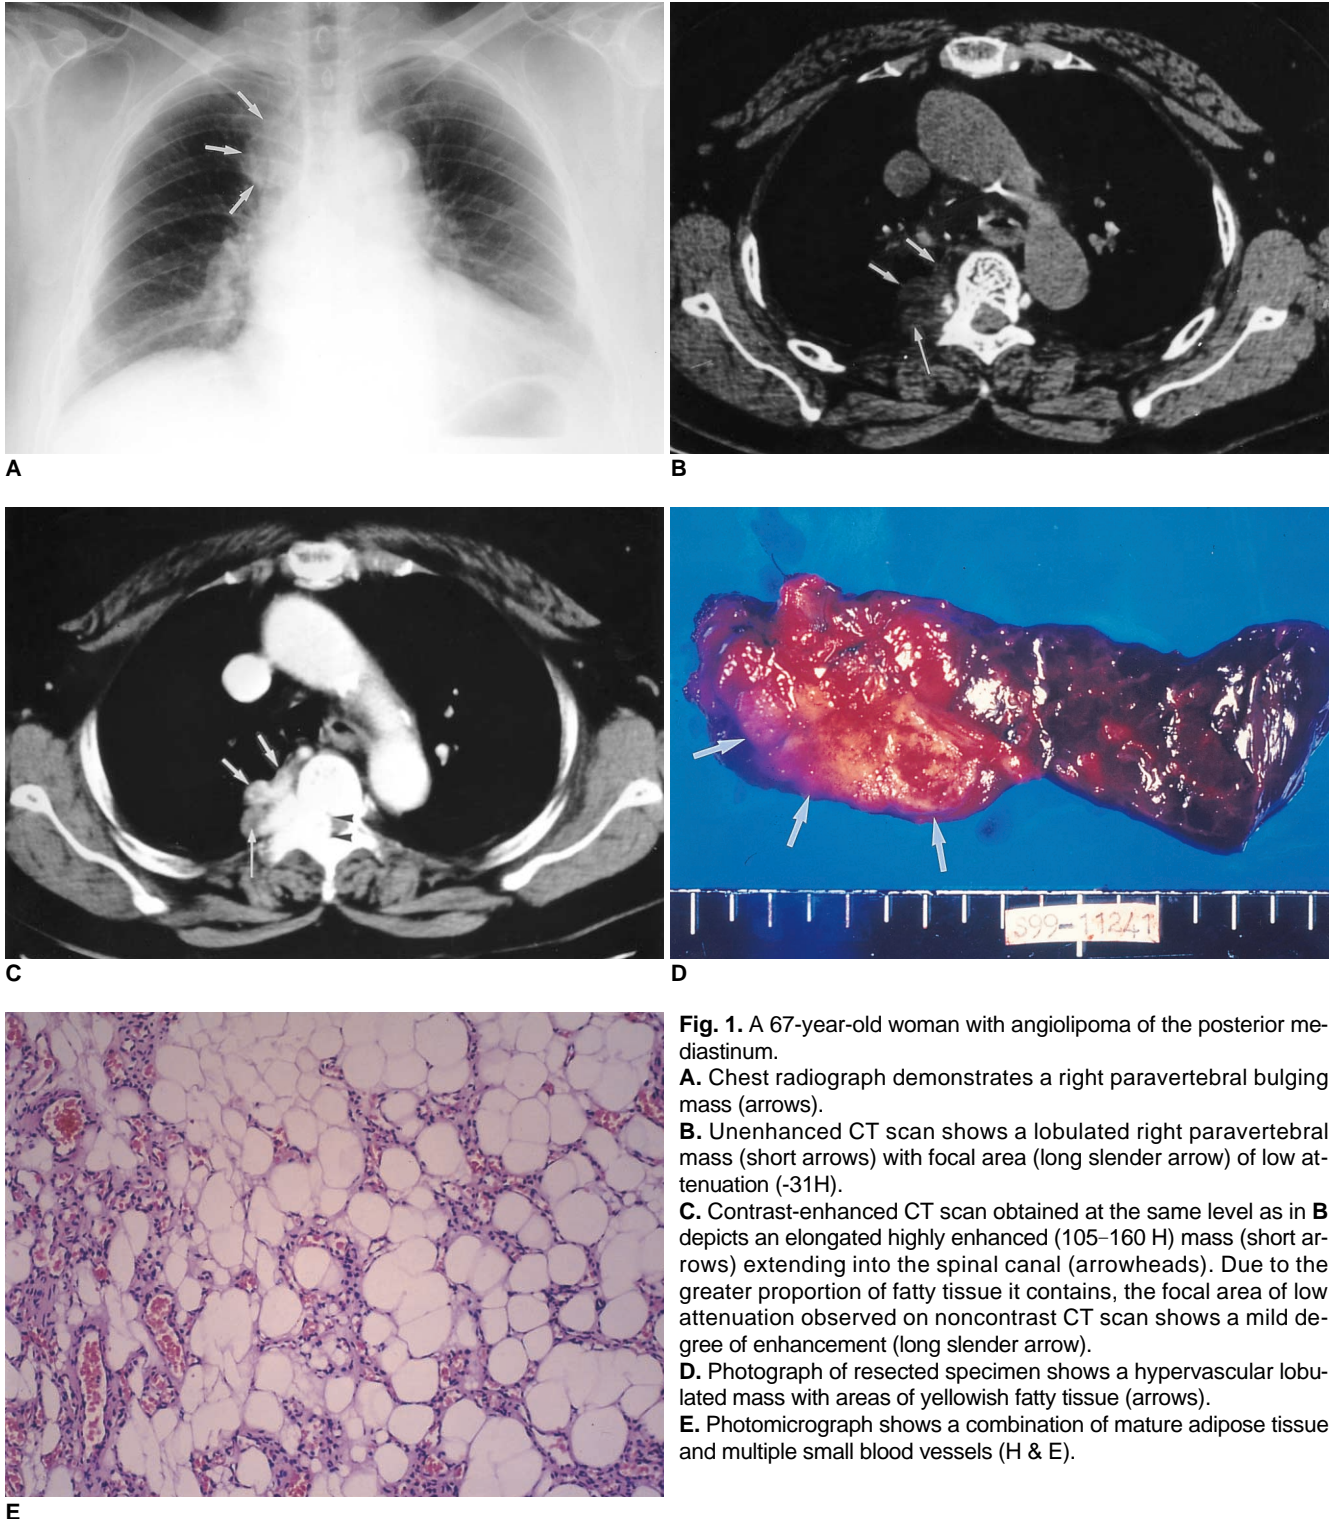 A
B
C
S99-11241
D
E
Fig. 1. A 67-year-old woman with angiolipoma of the posterior me-
diastinum.
A. Chest radiograph demonstrates a right paravertebral bulging
mass (arrows).
B. Unenhanced CT scan shows a lobulated right paravertebral
mass (short arrows) with focal area (long slender arrow) of low at-
tenuation (-31H).
C. Contrast-enhanced CT scan obtained at the same level as in B
depicts an elongated highly enhanced (105–160 H) mass (short ar-
rows) extending into the spinal canal (arrowheads). Due to the
greater proportion of fatty tissue it contains, the focal area of low
attenuation observed on noncontrast CT scan shows a mild de-
gree of enhancement (long slender arrow).
D. Photograph of resected specimen shows a hypervascular lobu-
lated mass with areas of yellowish fatty tissue (arrows).
E. Photomicrograph shows a combination of mature adipose tissue
and multiple small blood vessels (H & E).